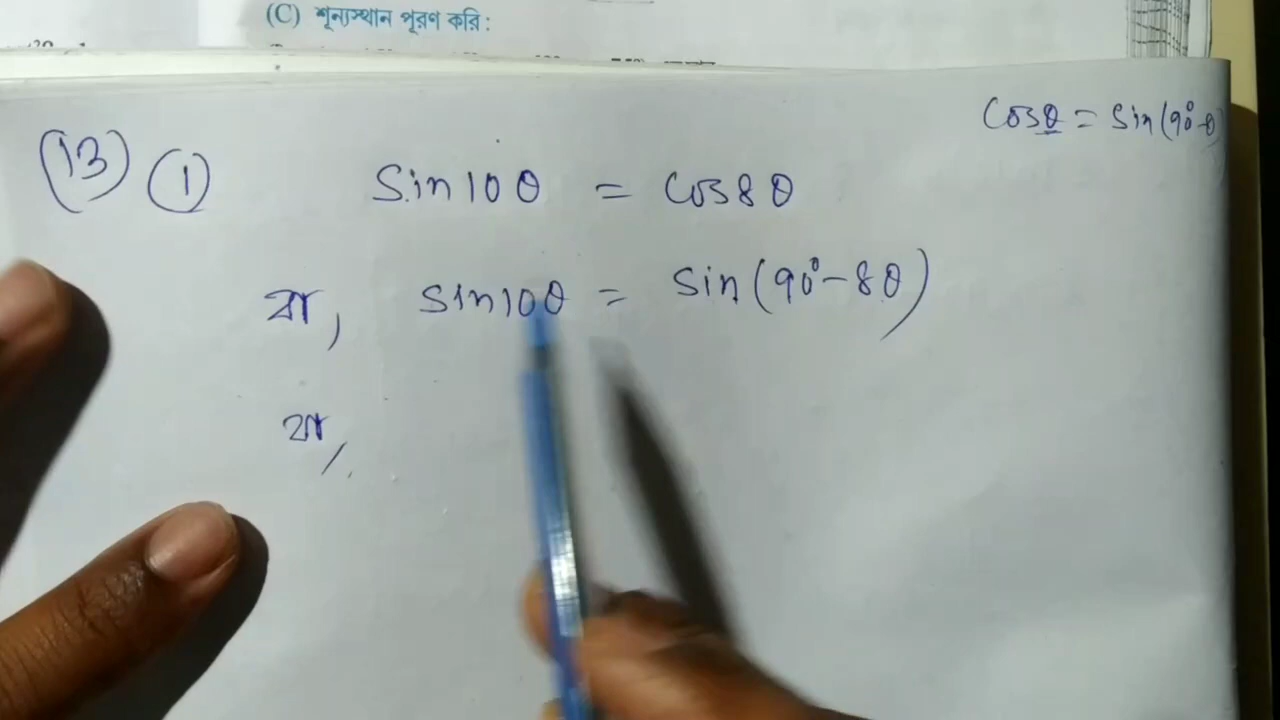 (C) শূন্যস্থান পূরণ করি:
Cosθ = Sin(90°-θ)
(13) (1) Sin10θ = Cos8θ
বা, Sin10θ = Sin(90°-8θ)
বা,